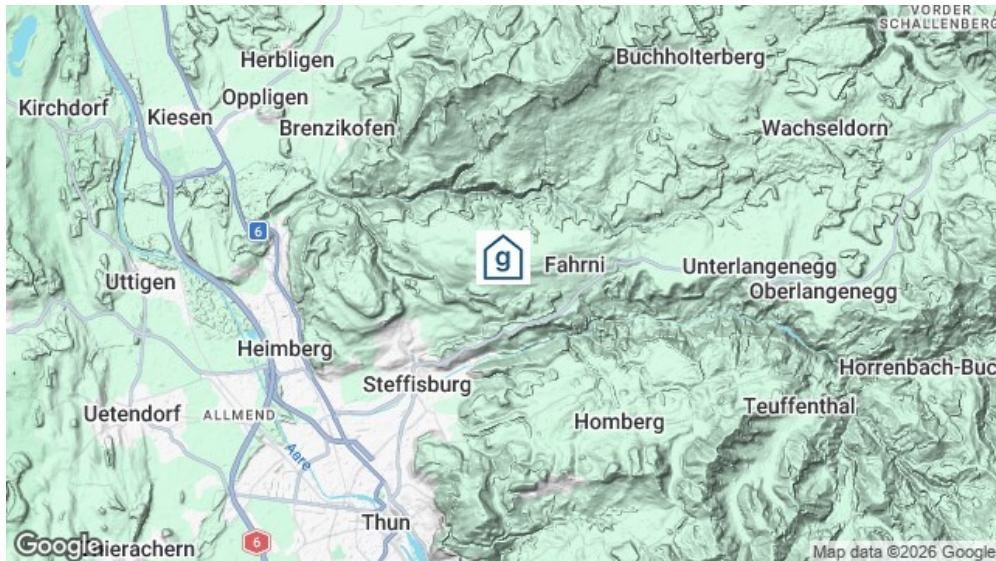 VORDER
SCHALLENBERG
Herbligen
Buchholterberg
Kirchdorf
Oppligen
Kiesen
Brenzikofen
Wachseldorn
6
g
Fahrni
Unterlangenegg
Uttigen
Oberlangenegg
Heimberg
Horrenbach-Buc
Steffisburg
Uetendorf
ALLMEND
Teuffenthal
Homberg
Aare
Thun
6
Google
hierachern
Map data ©2026 Google